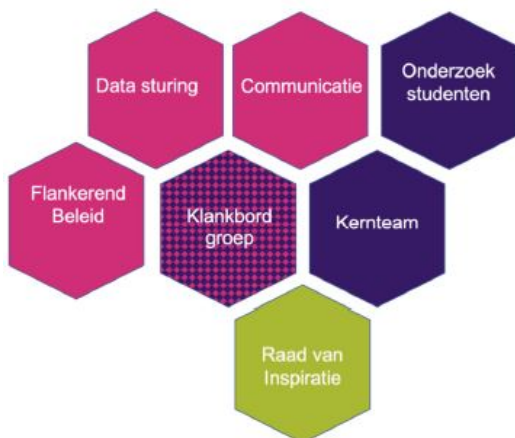 Data sturing
Communicatie
Onderzoek
studenten
Flankerend
Beleid
Klankbord
groep
Kernteam
Raad van
Inspiratie